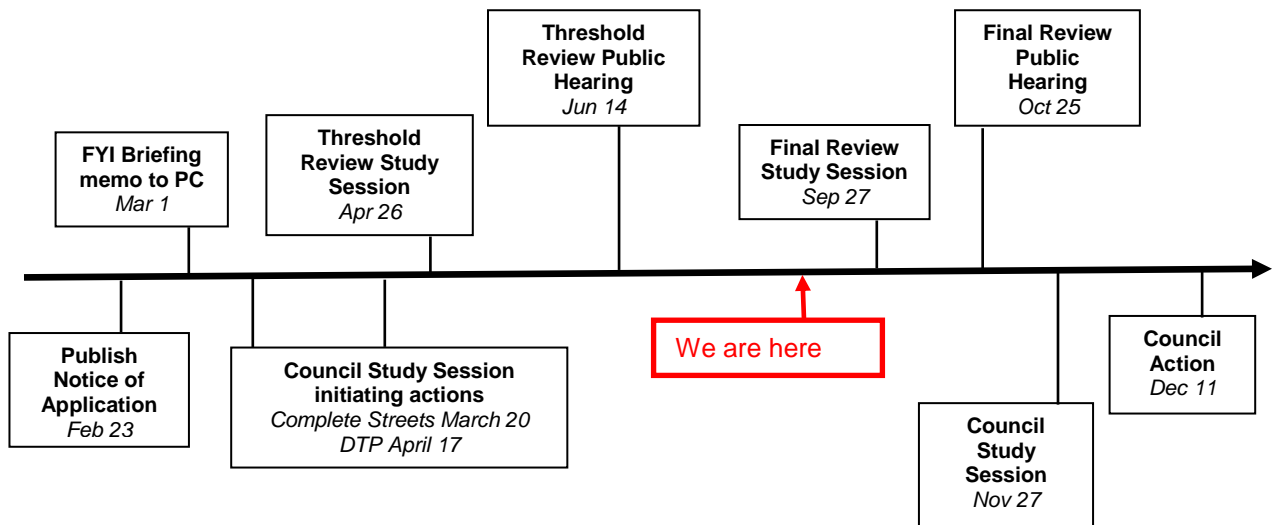 Threshold
Review Public
Hearing
Jun 14
Final Review
Public
Hearing
Oct 25
FYI Briefing
memo to PC
Mar 1
Threshold
Review Study
Session
Apr 26
Final Review
Study Session
Sep 27
Publish
Notice of
Application
Feb 23
Council Study Session
initiating actions
Complete Streets March 20
DTP April 17
We are here
Council
Study
Session
Nov 27
Council
Action
Dec 11